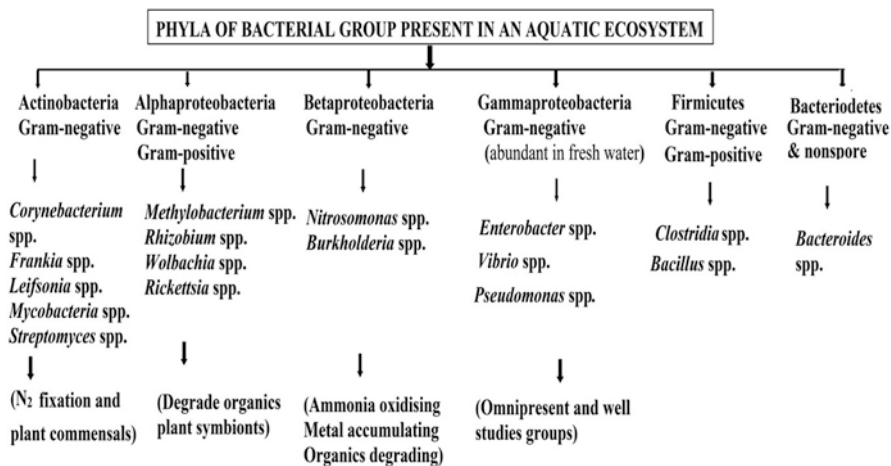 PHYLA OF BACTERIAL GROUP PRESENT IN AN AQUATIC ECOSYSTEM
Actinobacteria
Gram-negative
Corynebacterium
spp.
Frankia spp.
Leifsonia spp.
Mycobacteria spp.
Streptomyces spp.
(N₂ fixation and
plant commensals)
Alphaproteobacteria
Gram-negative
Gram-positive
Methylobacterium spp.
Rhizobium spp.
Wolbachia spp.
Rickettsia spp.
(Degrade organics
plant symbionts)
Betaproteobacteria
Gram-negative
Nitrosomonas spp.
Burkholderia spp.
(Ammonia oxidising
Metal accumulating
Organics degrading)
Gammaproteobacteria
Gram-negative
(abundant in fresh water)
Enterobacter spp.
Vibrio spp.
Pseudomonas spp.
(Omnipresent and well
studies groups)
Firmicutes
Gram-negative
Gram-positive
Clostridia spp.
Bacillus spp.
Bacteriodetes
Gram-negative
& nonspore
Bacteroides
spp.